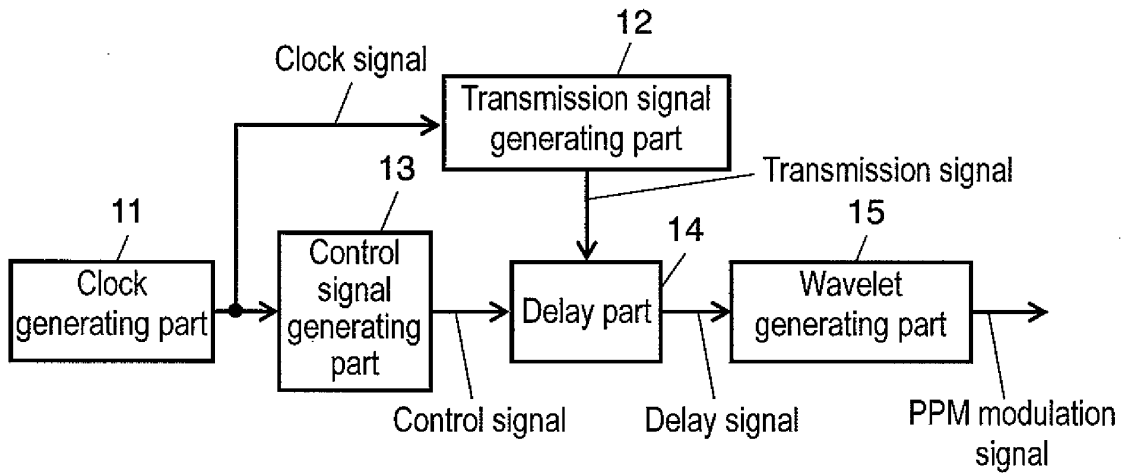 12
Clock signal
Transmission signal
generating part
13
Transmission signal
11
14
15
Clock
generating part
Control
signal
generating
part
Delay part
Wavelet
generating part
Control signal
Delay signal
PPM modulation
signal